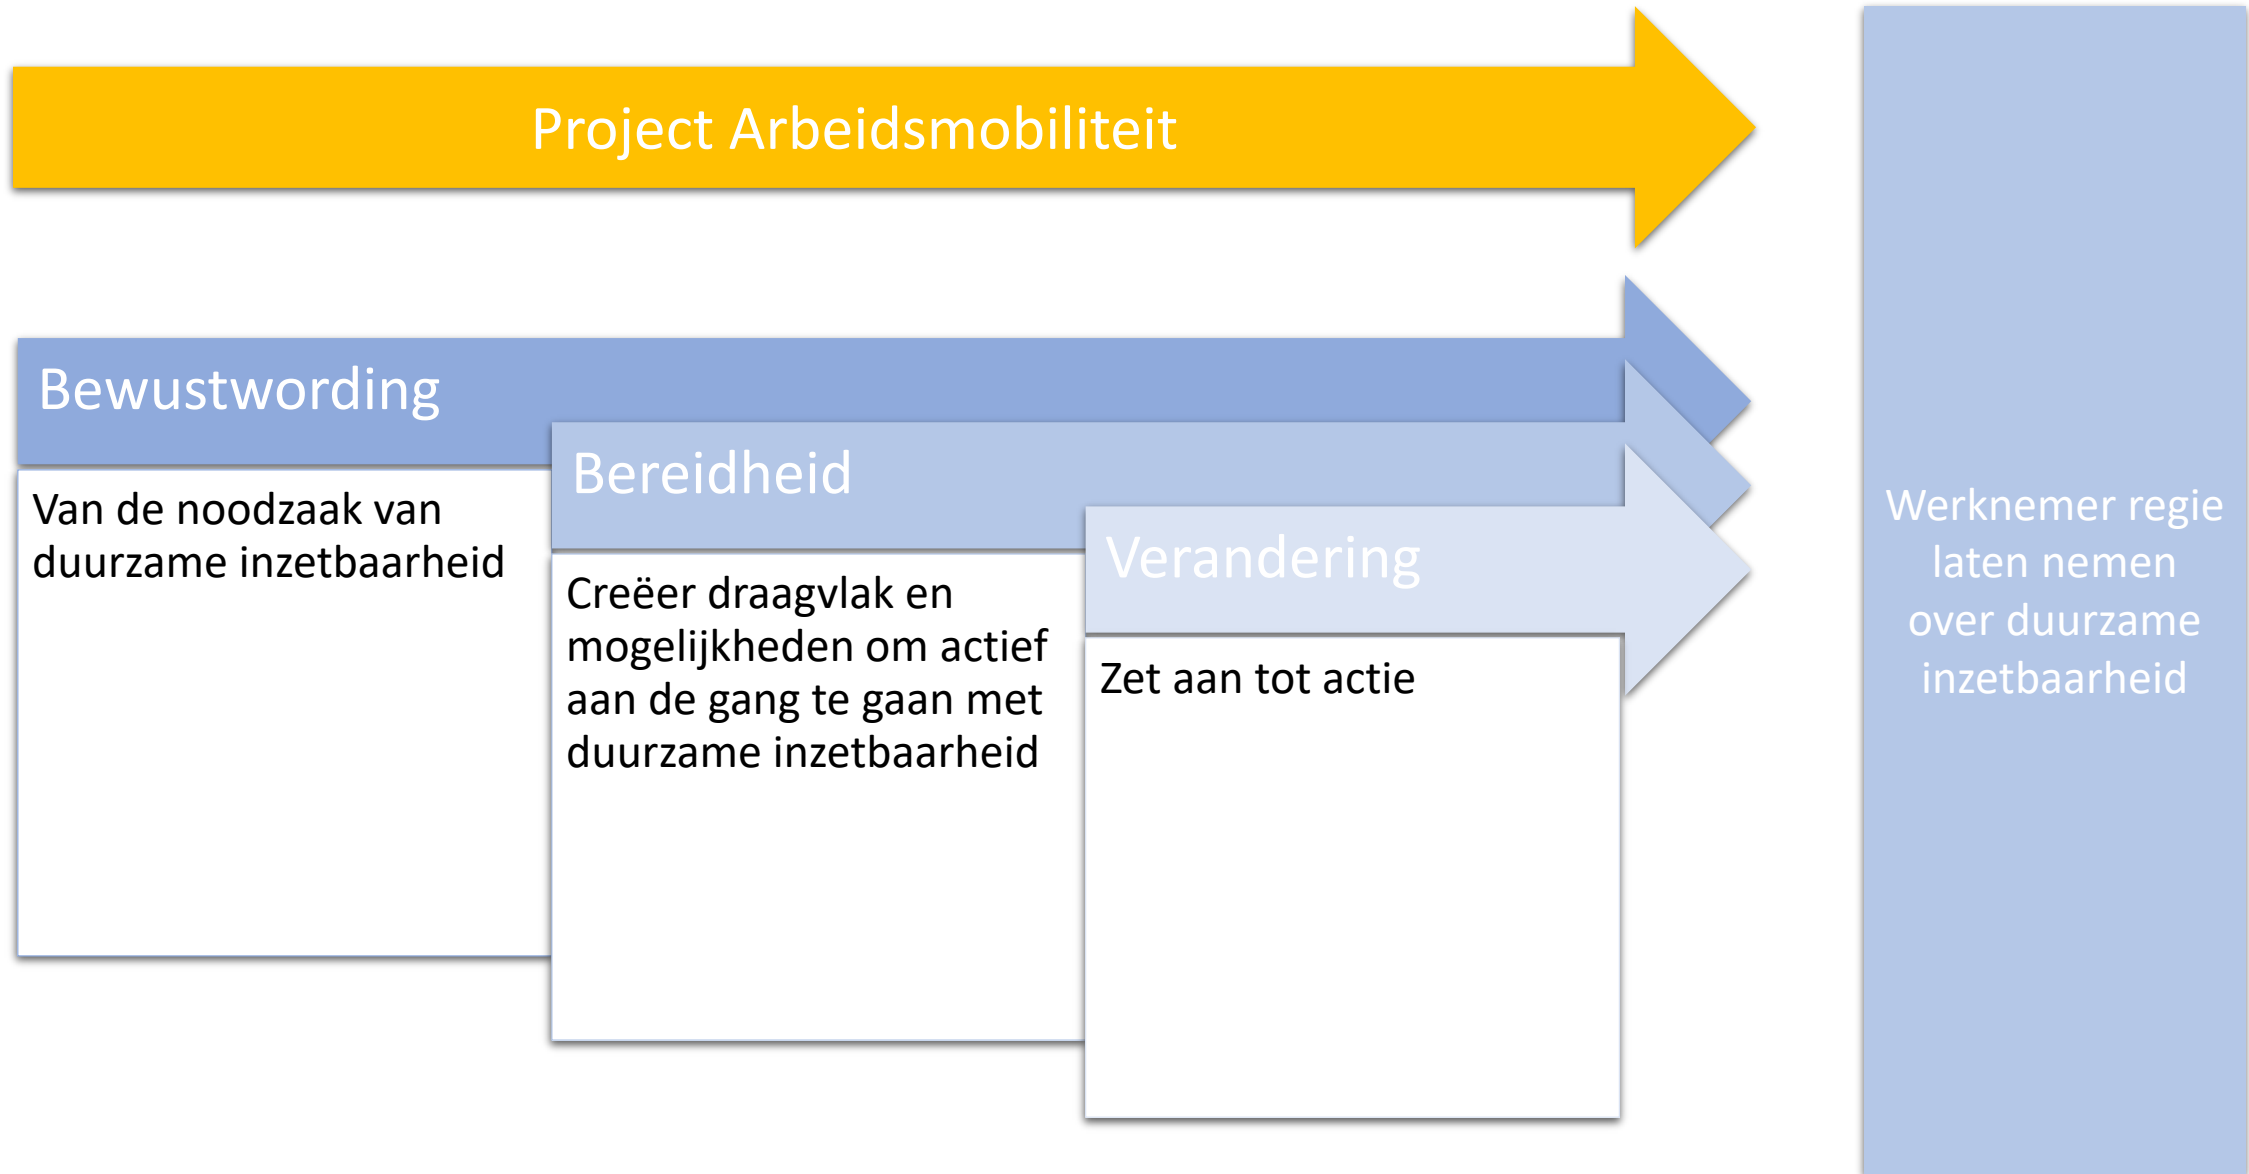 Project Arbeidsmobiliteit
Bewustwording
Van de noodzaak van
duurzame inzetbaarheid
Bereidheid
Creëer draagvlak en
mogelijkheden om actief
aan de gang te gaan met
duurzame inzetbaarheid
Verandering
Zet aan tot actie
Werknemer regie
laten nemen
over duurzame
inzetbaarheid